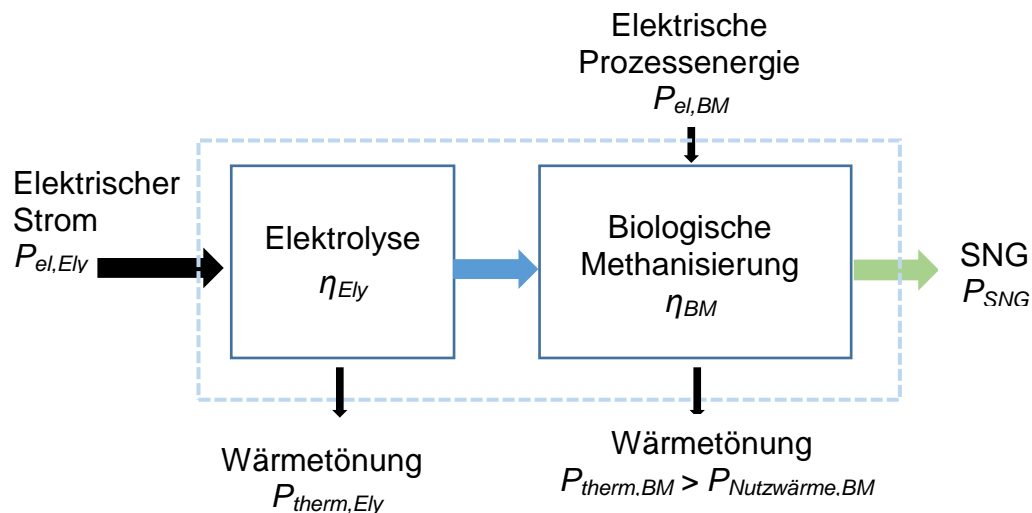 Elektrische
Prozessenergie
P_el,BM
Elektrischer
Strom
P_el,Ely
Elektrolyse
η_Ely
Biologische
Methanisierung
η_BM
SNG
P_SNG
Wärmetönung
P_therm,Ely
Wärmetönung
P_therm,BM > P_Nutzwärme,BM